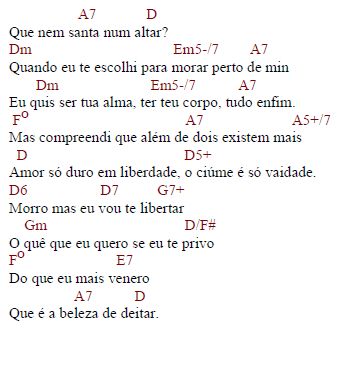 A7 D
Que nem santa num altar?
Dm Em5-/7 A7
Quando eu te escolhi para morar perto de min
Dm Em5-/7 A7
Eu quis ser tua alma, ter teu corpo, tudo enfim.
Fº A7 A5+/7
Mas compreendi que além de dois existem mais
D D5+
Amor só duro em liberdade, o ciúme é só vaidade.
D6 D7 G7+
Morro mas eu vou te libertar
Gm D/F#
O quê que eu quero se eu te privo
Fº E7
Do que eu mais venero
A7 D
Que é a beleza de deitar.